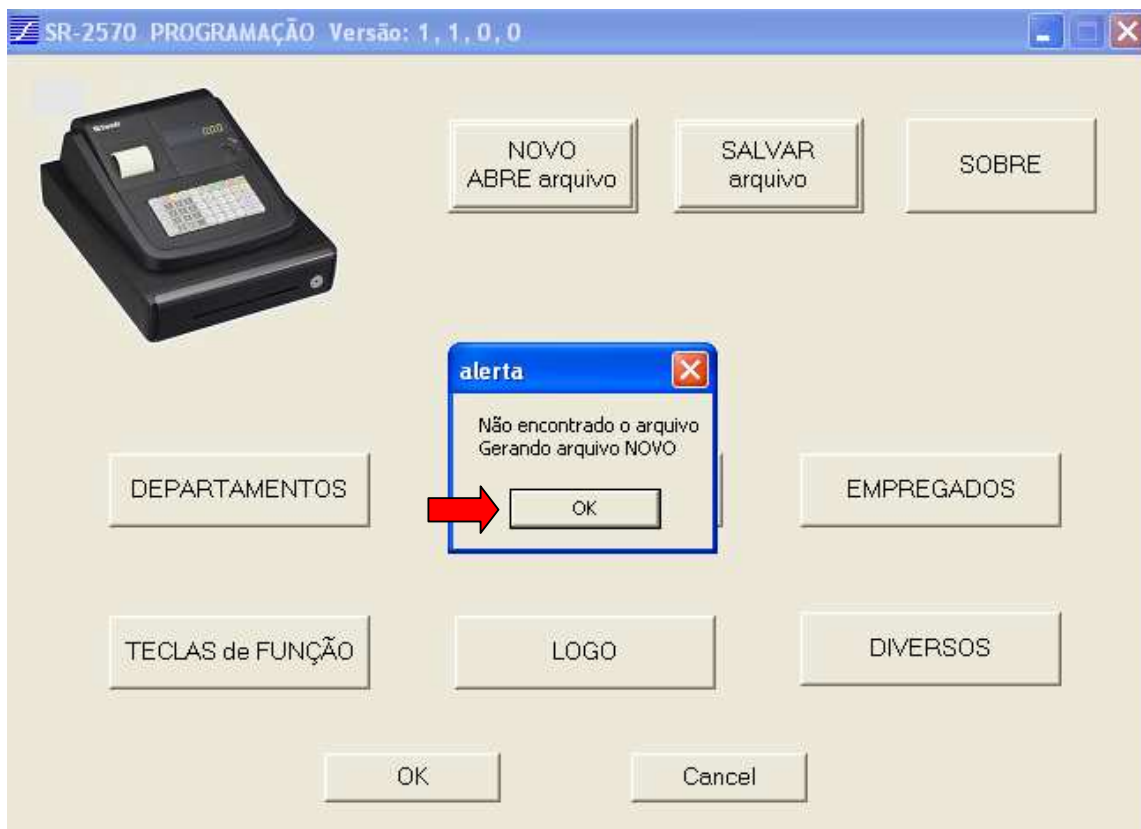 SR-2570 PROGRAMAÇÃO Versão: 1, 1, 0, 0
NOVO
ABRE arquivo
SALVAR
arquivo
SOBRE
alerta
Não encontrado o arquivo
Gerando arquivo NOVO
OK
DEPARTAMENTOS
EMPREGADOS
TECLAS de FUNÇÃO
LOGO
DIVERSOS
OK
Cancel